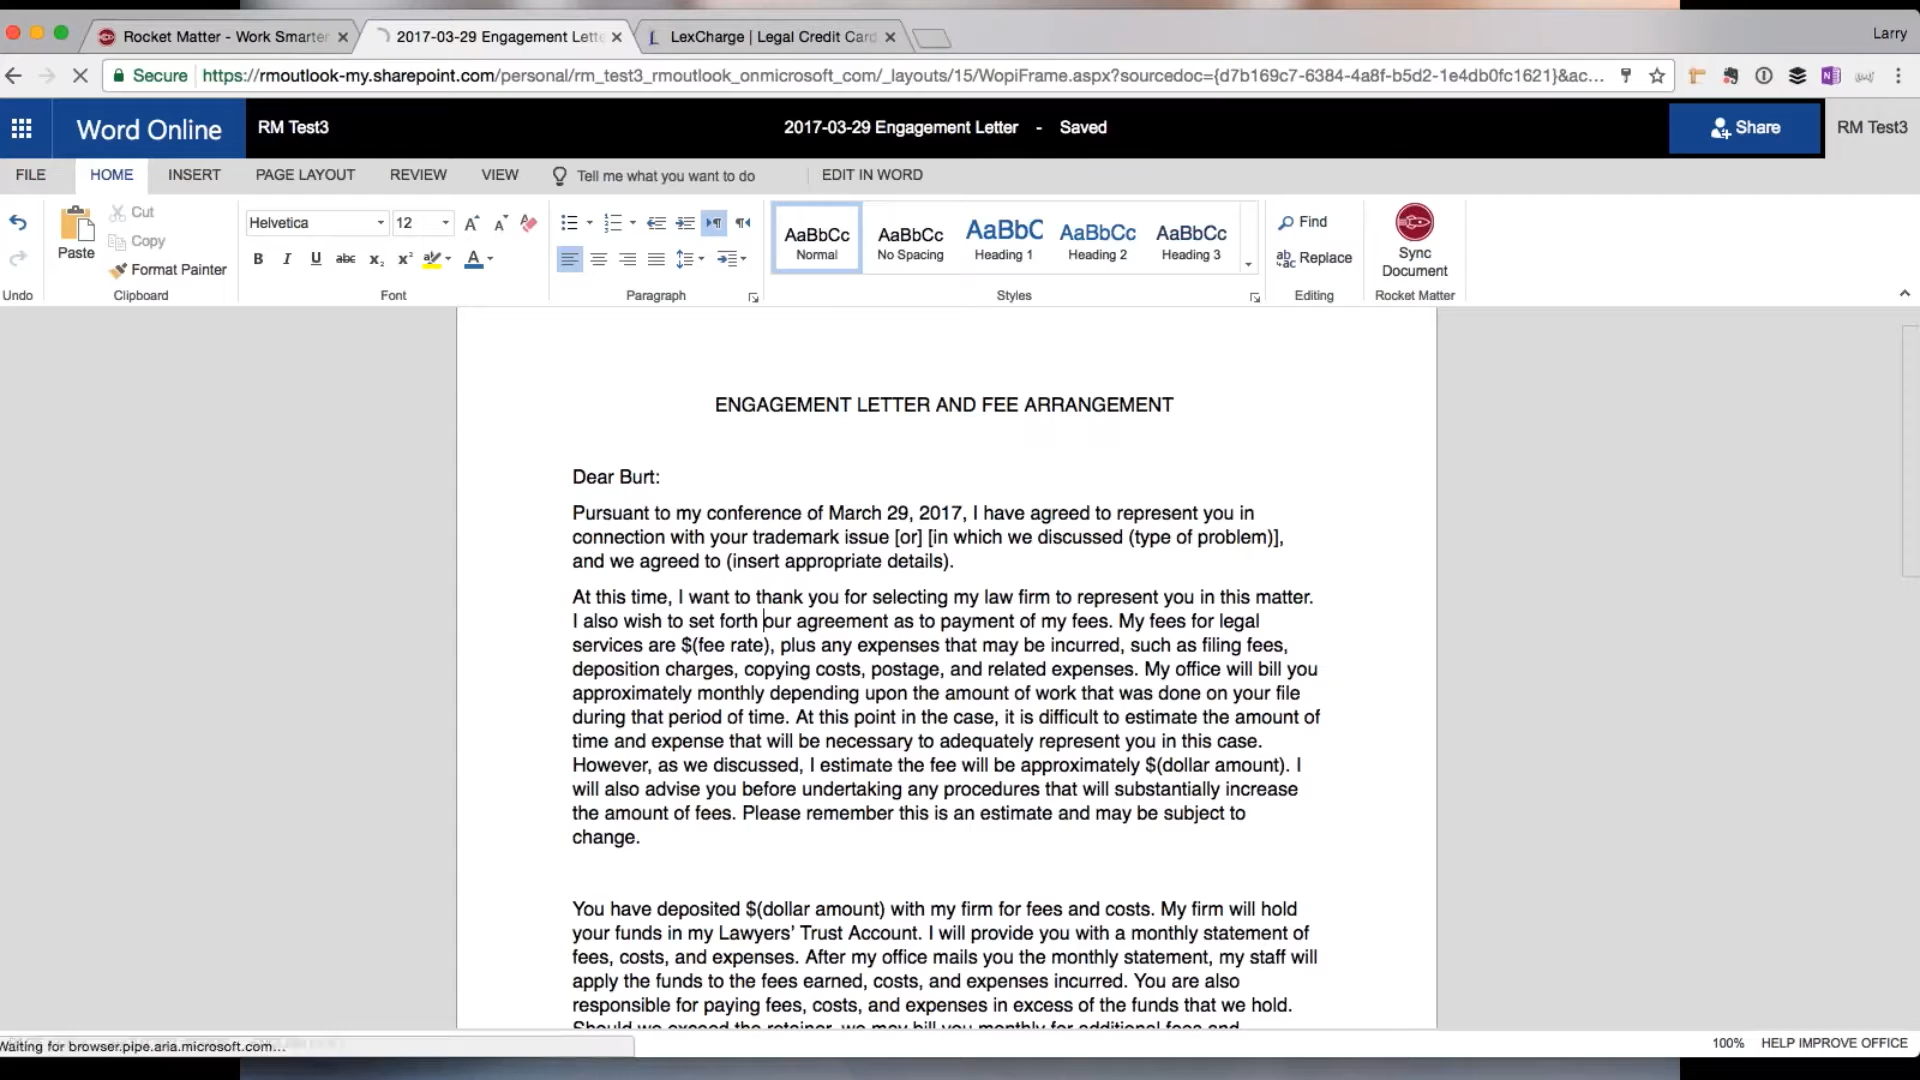 Rocket Matter - Work Smarter
2017-03-29 Engagement Lette
LexCharge | Legal Credit Card
Larry
Secure
https://rmoutlook-my.sharepoint.com/personal/rm_test3_rmoutlook_onmicrosoft_com/_layouts/15/WopiFrame.aspx?sourcedoc={d7b169c7-6384-4a8f-b5d2-1e4db0fc1621}&ac...
Word Online
RM Test3
2017-03-29 Engagement Letter - Saved
Share
RM Test3
FILE
HOME
INSERT
PAGE LAYOUT
REVIEW
VIEW
Tell me what you want to do
EDIT IN WORD
Undo
Paste
Cut
Copy
Format Painter
Clipboard
Helvetica
12
B I U abc x₂ x²
Font
Paragraph
AaBbCc
Normal
AaBbCc
No Spacing
AaBbC
Heading 1
AaBbCc
Heading 2
AaBbCc
Heading 3
Styles
Find
Replace
Editing
Sync
Document
Rocket Matter
ENGAGEMENT LETTER AND FEE ARRANGEMENT
Dear Burt:
Pursuant to my conference of March 29, 2017, I have agreed to represent you in
connection with your trademark issue [or] [in which we discussed (type of problem)],
and we agreed to (insert appropriate details).
At this time, I want to thank you for selecting my law firm to represent you in this matter.
I also wish to set forth our agreement as to payment of my fees. My fees for legal
services are $(fee rate), plus any expenses that may be incurred, such as filing fees,
deposition charges, copying costs, postage, and related expenses. My office will bill you
approximately monthly depending upon the amount of work that was done on your file
during that period of time. At this point in the case, it is difficult to estimate the amount of
time and expense that will be necessary to adequately represent you in this case.
However, as we discussed, I estimate the fee will be approximately $(dollar amount). I
will also advise you before undertaking any procedures that will substantially increase
the amount of fees. Please remember this is an estimate and may be subject to
change.
You have deposited $(dollar amount) with my firm for fees and costs. My firm will hold
your funds in my Lawyers’ Trust Account. I will provide you with a monthly statement of
fees, costs, and expenses. After my office mails you the monthly statement, my staff will
apply the funds to the fees earned, costs, and expenses incurred. You are also
responsible for paying fees, costs, and expenses in excess of the funds that we hold.
Should we exceed the retainer, we may bill you monthly for additional fees and
Waiting for browser.pipe.aria.microsoft.com...
100%
HELP IMPROVE OFFICE